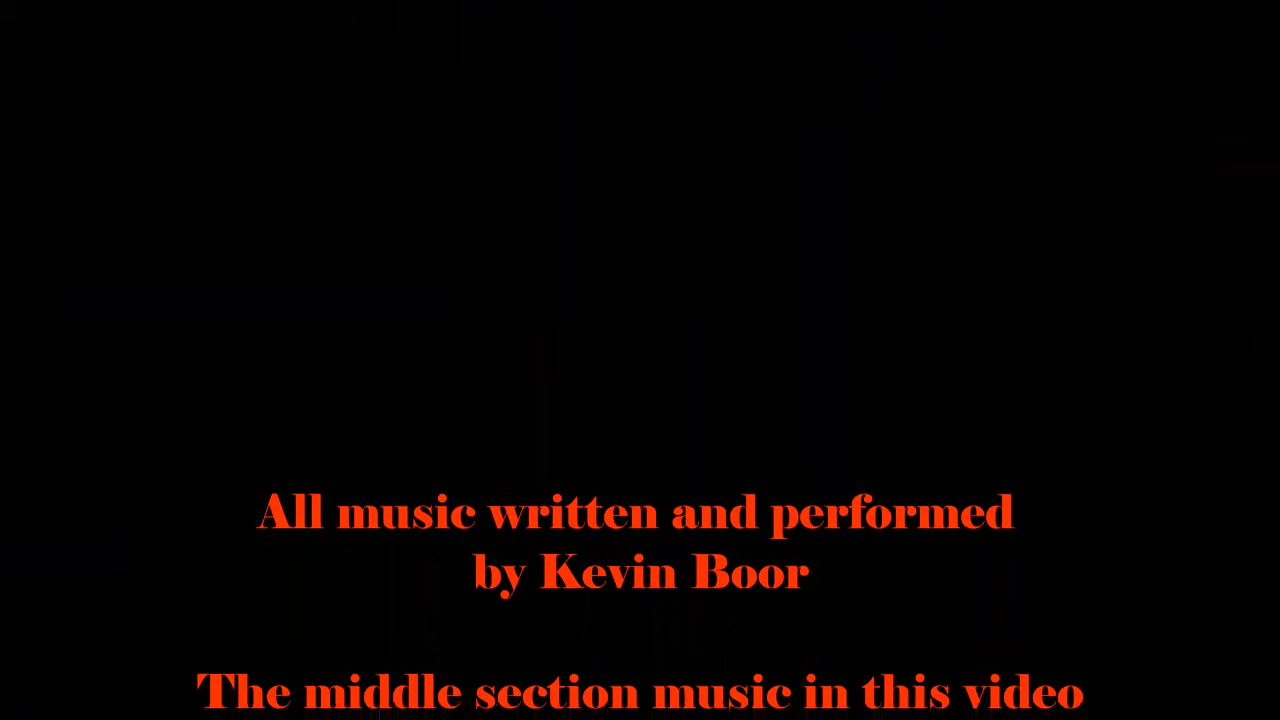 All music written and performed
by Kevin Boor
The middle section music in this video